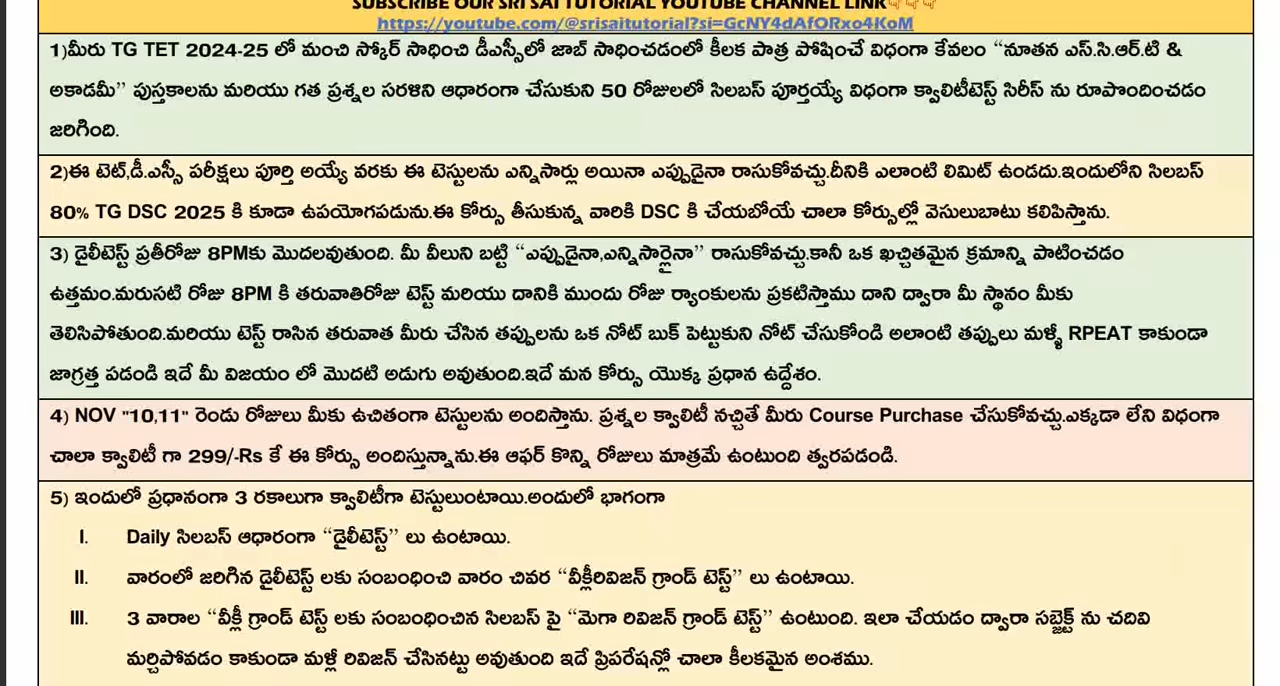 SUBSCRIBE OUR SRI SAI TUTORIAL YOUTUBE CHANNEL LINK👇👇👇
https://youtube.com/@srisaitutorial?si=GcNY4dAfORxo4KoM
1)మీరు TG TET 2024-25 లో మంచి స్కోర్ సాధించి డీఎస్సీలో జాబ్ సాధించడంలో కీలక పాత్ర పోషించే విధంగా కేవలం “నూతన ఎస్.సి.ఆర్.టి &
అకాడమీ” పుస్తకాలను మరియు గత ప్రశ్నల సరళిని ఆధారంగా చేసుకుని 50 రోజులలో సిలబస్ పూర్తయ్యే విధంగా క్వాలిటీటెస్ట్ సిరీస్ ను రూపొందించడం
జరిగింది.
2)ఈ టెట్,డీ.ఎస్సీ పరీక్షలు పూర్తి అయ్యే వరకు ఈ టెస్టులను ఎన్నిసార్లు అయినా ఎప్పుడైనా రాసుకోవచ్చు.దీనికి ఎలాంటి లిమిట్ ఉండదు.ఇందులోని సిలబస్
80% TG DSC 2025 కి కూడా ఉపయోగపడును.ఈ కోర్సు తీసుకున్న వారికి DSC కి చేయబోయే చాలా కోర్సుల్లో వెసులుబాటు కలిపిస్తాను.
3) డైలీటెస్ట్ ప్రతీరోజు 8PMకు మొదలవుతుంది. మీ వీలుని బట్టి “ఎప్పుడైనా,ఎన్నిసార్లైనా” రాసుకోవచ్చు.కానీ ఒక ఖచ్చితమైన క్రమాన్ని పాటించడం
ఉత్తమం.మరుసటి రోజు 8PM కి తరువాతిరోజు టెస్ట్ మరియు దానికి ముందు రోజు ర్యాంకులను ప్రకటిస్తాము దాని ద్వారా మీ స్థానం మీకు
తెలిసిపోతుంది.మరియు టెస్ట్ రాసిన తరువాత మీరు చేసిన తప్పులను ఒక నోట్ బుక్ పెట్టుకుని నోట్ చేసుకోండి అలాంటి తప్పులు మళ్ళీ RPEAT కాకుండా
జాగ్రత్త పడండి ఇదే మీ విజయం లో మొదటి అడుగు అవుతుంది.ఇదే మన కోర్సు యొక్క ప్రధాన ఉద్దేశం.
4) NOV "10,11" రెండు రోజులు మీకు ఉచితంగా టెస్టులను అందిస్తాను. ప్రశ్నల క్వాలిటీ నచ్చితే మీరు Course Purchase చేసుకోవచ్చు.ఎక్కడా లేని విధంగా
చాలా క్వాలిటీ గా 299/-Rs కే ఈ కోర్సు అందిస్తున్నాను.ఈ ఆఫర్ కొన్ని రోజులు మాత్రమే ఉంటుంది త్వరపడండి.
5) ఇందులో ప్రధానంగా 3 రకాలుగా క్వాలిటీగా టెస్టులుంటాయి.అందులో భాగంగా
I. Daily సిలబస్ ఆధారంగా “డైలీటెస్ట్” లు ఉంటాయి.
II. వారంలో జరిగిన డైలీటెస్ట్ లకు సంబంధించి వారం చివర “వీక్లీరివిజన్ గ్రాండ్ టెస్ట్” లు ఉంటాయి.
III. 3 వారాల “వీక్లీ గ్రాండ్ టెస్ట్ లకు సంబంధించిన సిలబస్ పై “మెగా రివిజన్ గ్రాండ్ టెస్ట్” ఉంటుంది. ఇలా చేయడం ద్వారా సబ్జెక్ట్ ను చదివి
మర్చిపోవడం కాకుండా మళ్లీ రివిజన్ చేసినట్టు అవుతుంది ఇదే ప్రిపరేషన్లో చాలా కీలకమైన అంశము.